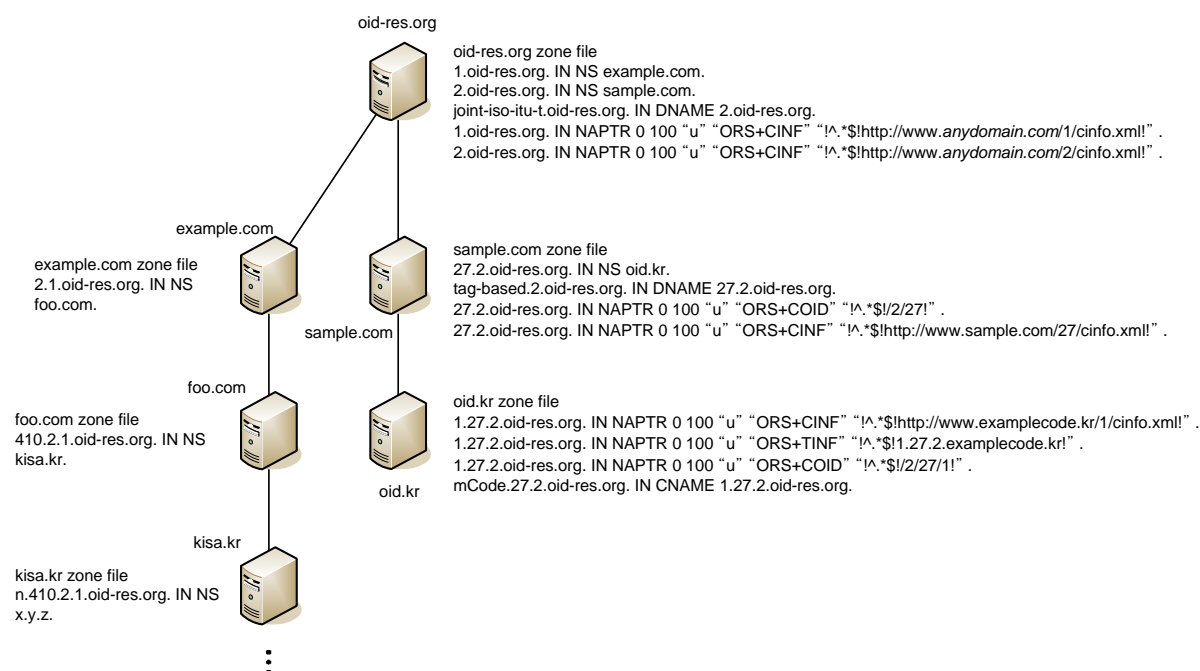 oid-res.org
oid-res.org zone file
1.oid-res.org. IN NS example.com.
2.oid-res.org. IN NS sample.com.
joint-iso-itu-t.oid-res.org. IN DNAME 2.oid-res.org.
1.oid-res.org. IN NAPTR 0 100 “u” “ORS+CINF” “!^.*$!http://www.anydomain.com/1/cinfo.xml!” .
2.oid-res.org. IN NAPTR 0 100 “u” “ORS+CINF” “!^.*$!http://www.anydomain.com/2/cinfo.xml!” .
example.com
example.com zone file
2.1.oid-res.org. IN NS
foo.com.
sample.com
sample.com zone file
27.2.oid-res.org. IN NS oid.kr.
tag-based.2.oid-res.org. IN DNAME 27.2.oid-res.org.
27.2.oid-res.org. IN NAPTR 0 100 “u” “ORS+COID” “!^.*$!/2/27!” .
27.2.oid-res.org. IN NAPTR 0 100 “u” “ORS+CINF” “!^.*$!http://www.sample.com/27/cinfo.xml!” .
foo.com
foo.com zone file
410.2.1.oid-res.org. IN NS
kisa.kr.
oid.kr
oid.kr zone file
1.27.2.oid-res.org. IN NAPTR 0 100 “u” “ORS+CINF” “!^.*$!http://www.examplecode.kr/1/cinfo.xml!” .
1.27.2.oid-res.org. IN NAPTR 0 100 “u” “ORS+TINF” “!^.*$!1.27.2.examplecode.kr!” .
1.27.2.oid-res.org. IN NAPTR 0 100 “u” “ORS+COID” “!^.*$!/2/27/1!” .
mCode.27.2.oid-res.org. IN CNAME 1.27.2.oid-res.org.
kisa.kr
kisa.kr zone file
n.410.2.1.oid-res.org. IN NS
x.y.z.